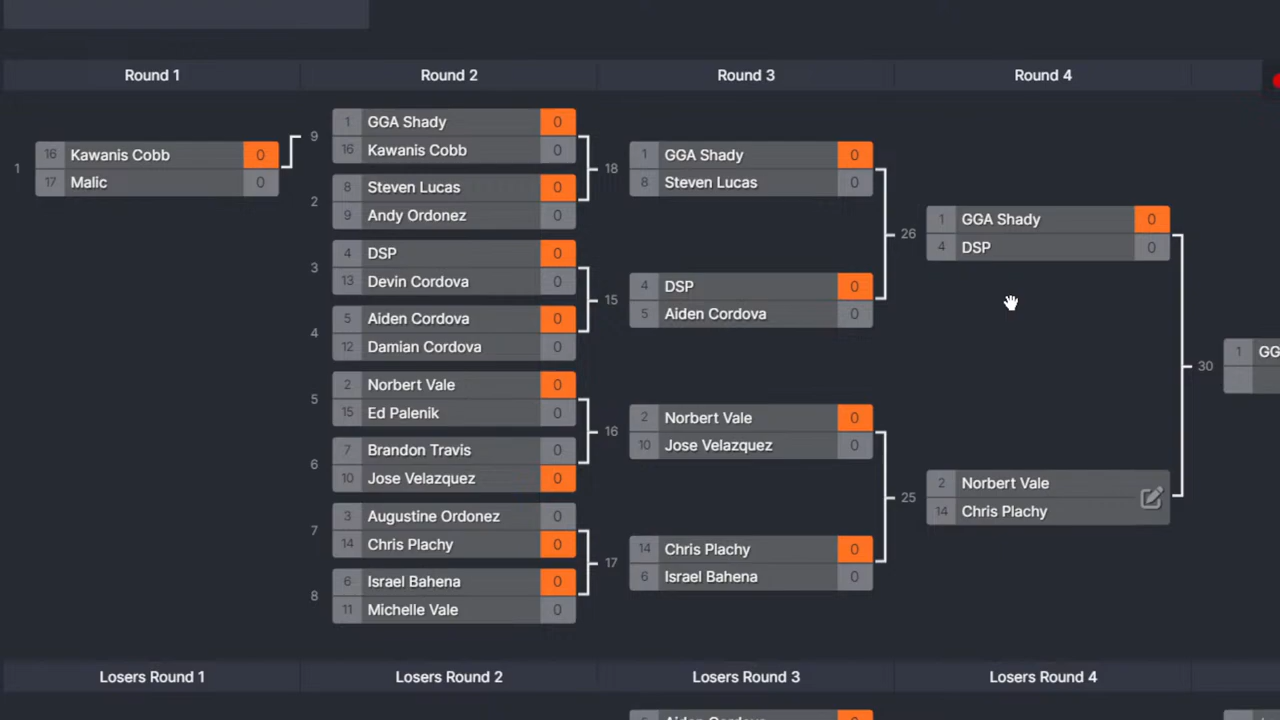 Round 1
Round 2
Round 3
Round 4
1
16 Kawanis Cobb 0
17 Malic 0
9
1 GGA Shady 0
16 Kawanis Cobb 0
2
8 Steven Lucas 0
9 Andy Ordonez 0
3
4 DSP 0
13 Devin Cordova 0
4
5 Aiden Cordova 0
12 Damian Cordova 0
5
2 Norbert Vale 0
15 Ed Palenik 0
6
7 Brandon Travis 0
10 Jose Velazquez 0
7
3 Augustine Ordonez 0
14 Chris Plachy 0
8
6 Israel Bahena 0
11 Michelle Vale 0
18
1 GGA Shady 0
8 Steven Lucas 0
15
4 DSP 0
5 Aiden Cordova 0
16
2 Norbert Vale 0
10 Jose Velazquez 0
17
14 Chris Plachy 0
6 Israel Bahena 0
26
1 GGA Shady 0
4 DSP 0
25
2 Norbert Vale
14 Chris Plachy
30
1 GG
Losers Round 1
Losers Round 2
Losers Round 3
Losers Round 4
Aiden Cordova